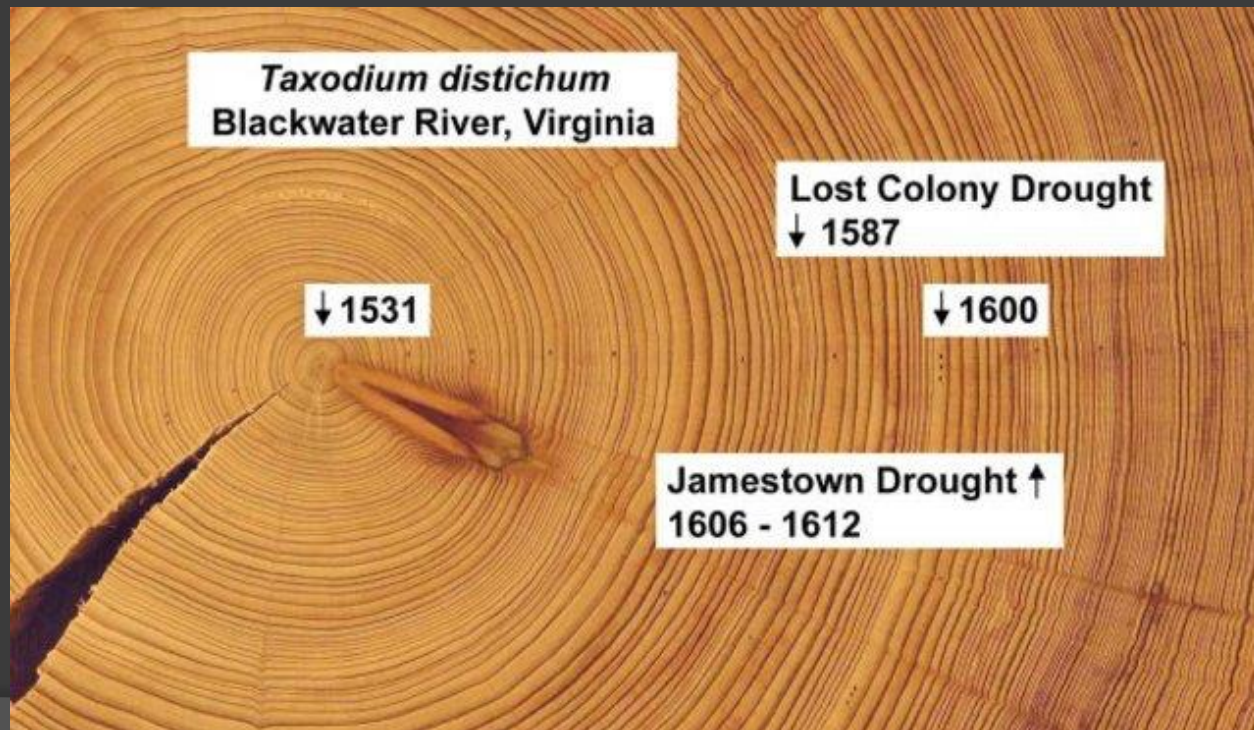 Taxodium distichum
Blackwater River, Virginia
Lost Colony Drought
↓ 1587
↓ 1531
↓ 1600
Jamestown Drought ↑
1606 - 1612